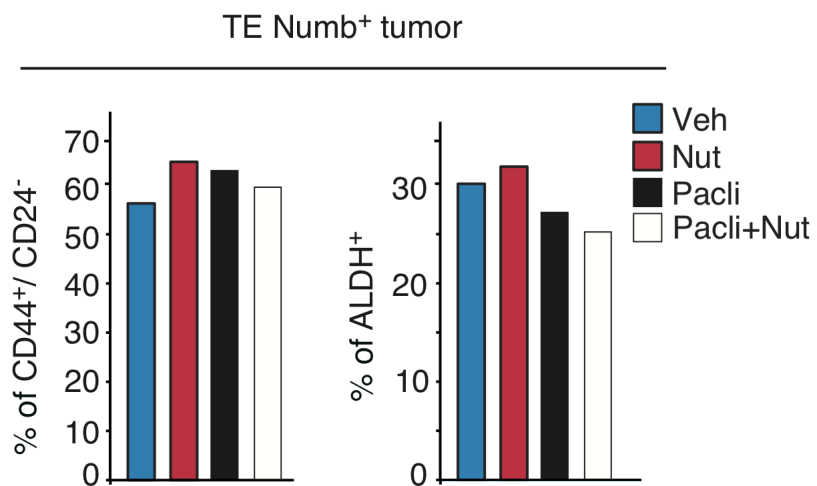 TE Numb⁺ tumor
% of CD44⁺/ CD24⁻
70
60
50
40
30
20
10
0
% of ALDH⁺
30
20
10
0
Veh
Nut
Pacli
Pacli+Nut